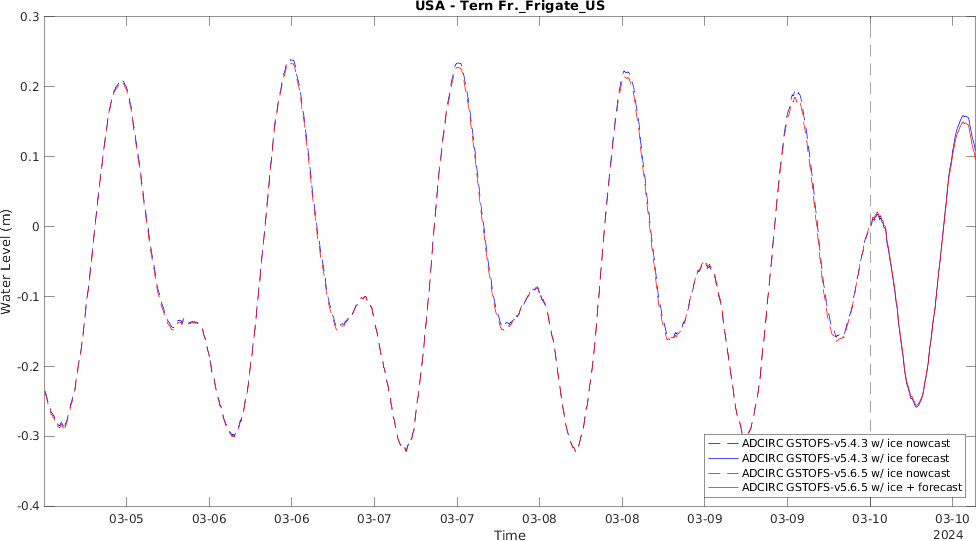 USA - Tern Fr._Frigate_US
0.3
0.2
0.1
0
-0.1
-0.2
-0.3
-0.4
Water Level (m)
03-05
03-06
03-06
03-07
03-07
03-08
03-08
03-09
03-09
03-10
03-10
2024
Time
ADCIRC GSTOFS-v5.4.3 w/ ice nowcast
ADCIRC GSTOFS-v5.4.3 w/ ice forecast
ADCIRC GSTOFS-v5.6.5 w/ ice nowcast
ADCIRC GSTOFS-v5.6.5 w/ ice + forecast